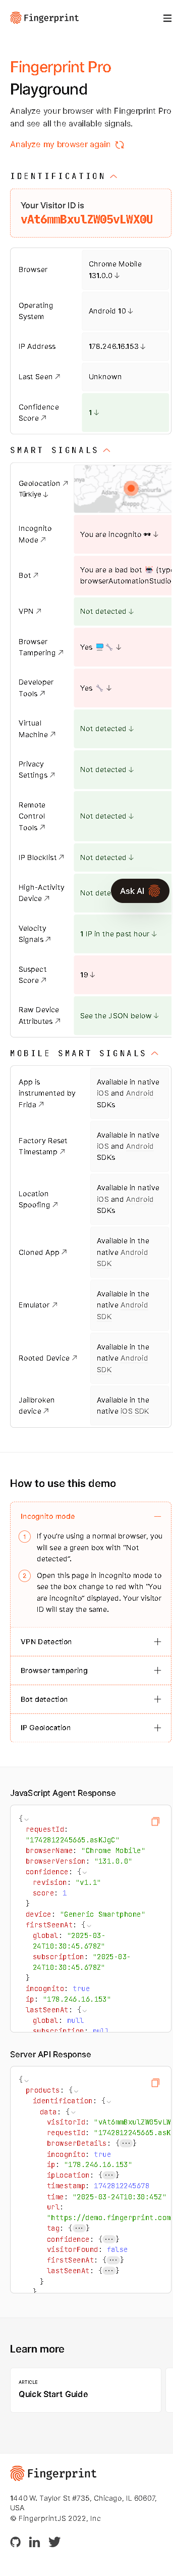 Fingerprint
Fingerprint Pro
Playground
Analyze your browser with Fingerprint Pro
and see all the available signals.
Analyze my browser again
IDENTIFICATION
Your Visitor ID is
vAt6mmBxulZW05vLWX0U
Browser
Chrome Mobile
131.0.0 ↓
Operating
System
Android 10 ↓
IP Address
178.246.16.153 ↓
Last Seen ↗
Unknown
Confidence
Score ↗
1 ↓
SMART SIGNALS
Geolocation ↗
Türkiye ↓
Incognito
Mode ↗
You are incognito 🕶 ↓
Bot ↗
You are a bad bot 👾 {type
browserAutomationStudio
VPN ↗
Not detected ↓
Browser
Tampering ↗
Yes 🖥️🔧 ↓
Developer
Tools ↗
Yes 🔧 ↓
Virtual
Machine ↗
Not detected ↓
Privacy
Settings ↗
Not detected ↓
Remote
Control
Tools ↗
Not detected ↓
IP Blocklist ↗
Not detected ↓
High-Activity
Device ↗
Not dete
Ask AI
Velocity
Signals ↗
1 IP in the past hour ↓
Suspect
Score ↗
19 ↓
Raw Device
Attributes ↗
See the JSON below ↓
MOBILE SMART SIGNALS
App is
instrumented by
Frida ↗
Available in native
iOS and Android
SDKs
Factory Reset
Timestamp ↗
Available in native
iOS and Android
SDKs
Location
Spoofing ↗
Available in native
iOS and Android
SDKs
Cloned App ↗
Available in the
native Android
SDK
Emulator ↗
Available in the
native Android
SDK
Rooted Device ↗
Available in the
native Android
SDK
Jailbroken
device ↗
Available in the
native iOS SDK
How to use this demo
Incognito mode
1 If you're using a normal browser, you
will see a green box with "Not
detected".
2 Open this page in incognito mode to
see the box change to red with "You
are incognito" displayed. Your visitor
ID will stay the same.
VPN Detection
Browser tampering
Bot detection
IP Geolocation
JavaScript Agent Response
{
requestId:
"1742812245665.asKJgC"
browserName: "Chrome Mobile"
browserVersion: "131.0.0"
confidence: {
revision: "v1.1"
score: 1
}
device: "Generic Smartphone"
firstSeenAt: {
global: "2025-03-
24T10:30:45.678Z"
subscription: "2025-03-
24T10:30:45.678Z"
}
incognito: true
ip: "178.246.16.153"
lastSeenAt: {
global: null
subscription: null
Server API Response
{
products: {
identification: {
data: {
visitorId: "vAt6mmBxulZW05vLW
requestId: "1742812245665.asK
browserDetails: {...}
incognito: true
ip: "178.246.16.153"
ipLocation: {...}
timestamp: 1742812245678
time: "2025-03-24T10:30:45Z"
url:
"https://demo.fingerprint.com
tag: {...}
confidence: {...}
visitorFound: false
firstSeenAt: {...}
lastSeenAt: {...}
}
}
Learn more
ARTICLE
Quick Start Guide
Fingerprint
1440 W. Taylor St #735, Chicago, IL 60607,
USA
© FingerprintJS 2022, Inc